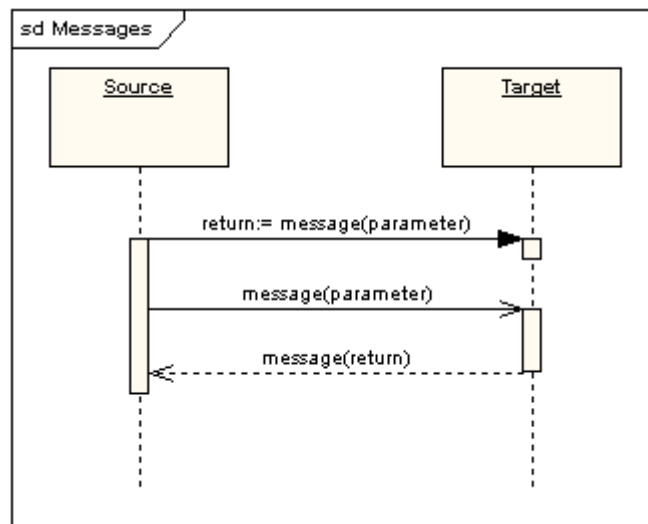 sd Messages
Source
Target
return:= message(parameter)
message(parameter)
message(return)